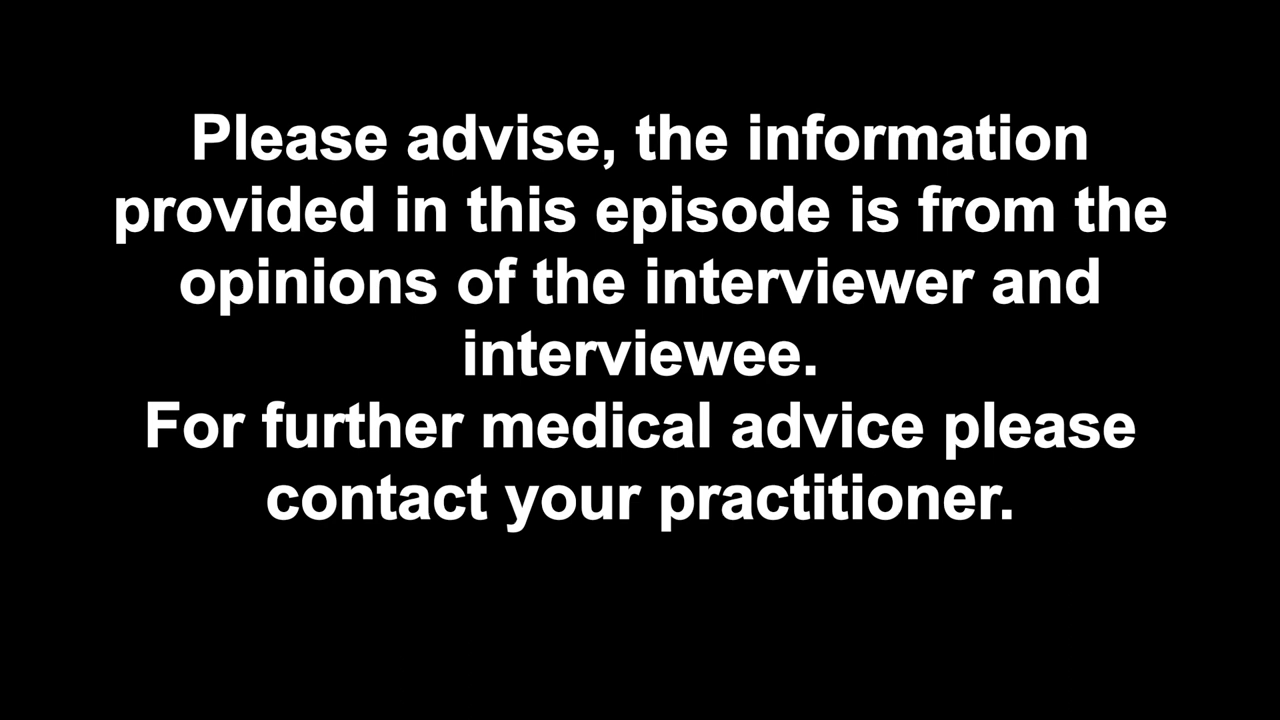 Please advise, the information
provided in this episode is from the
opinions of the interviewer and
interviewee.
For further medical advice please
contact your practitioner.